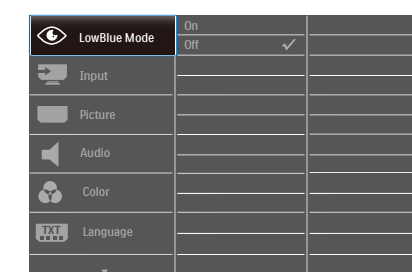 LowBlue Mode
On
Off
Input
Picture
Audio
Color
TXT
Language